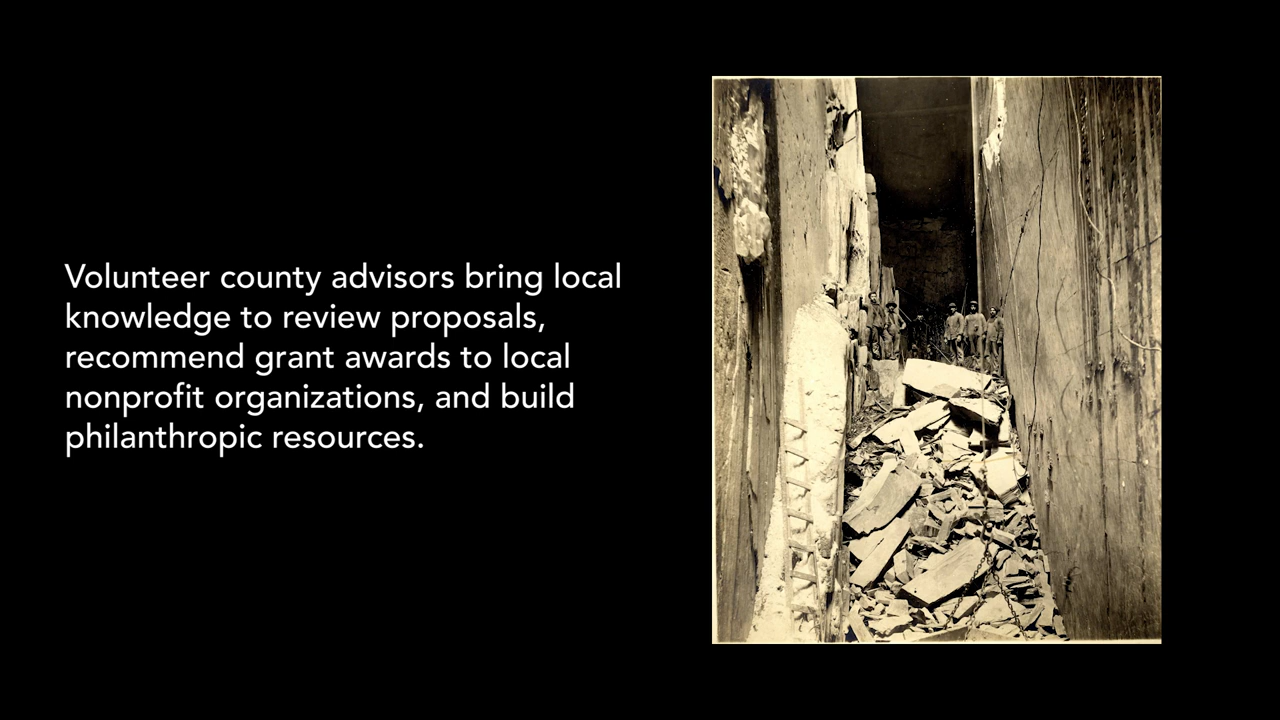 Volunteer county advisors bring local
knowledge to review proposals,
recommend grant awards to local
nonprofit organizations, and build
philanthropic resources.